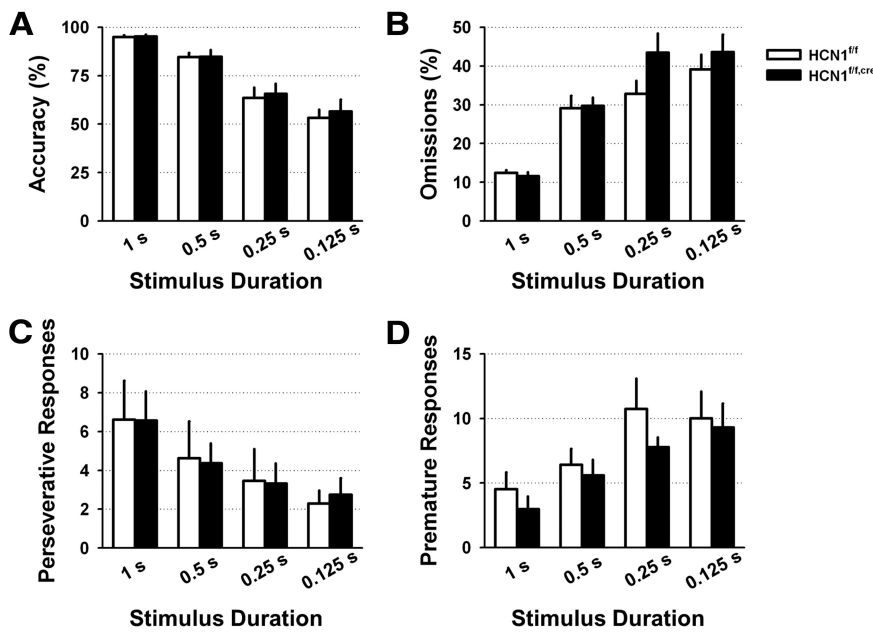 A
Accuracy (%)
100
75
50
25
0
1 s
0.5 s
0.25 s
0.125 s
Stimulus Duration
B
Omissions (%)
50
40
30
20
10
0
1 s
0.5 s
0.25 s
0.125 s
Stimulus Duration
HCN1f/f
HCN1f/f,cre
C
Perseverative Responses
10
8
6
4
2
0
1 s
0.5 s
0.25 s
0.125 s
Stimulus Duration
D
Premature Responses
15
10
5
0
1 s
0.5 s
0.25 s
0.125 s
Stimulus Duration